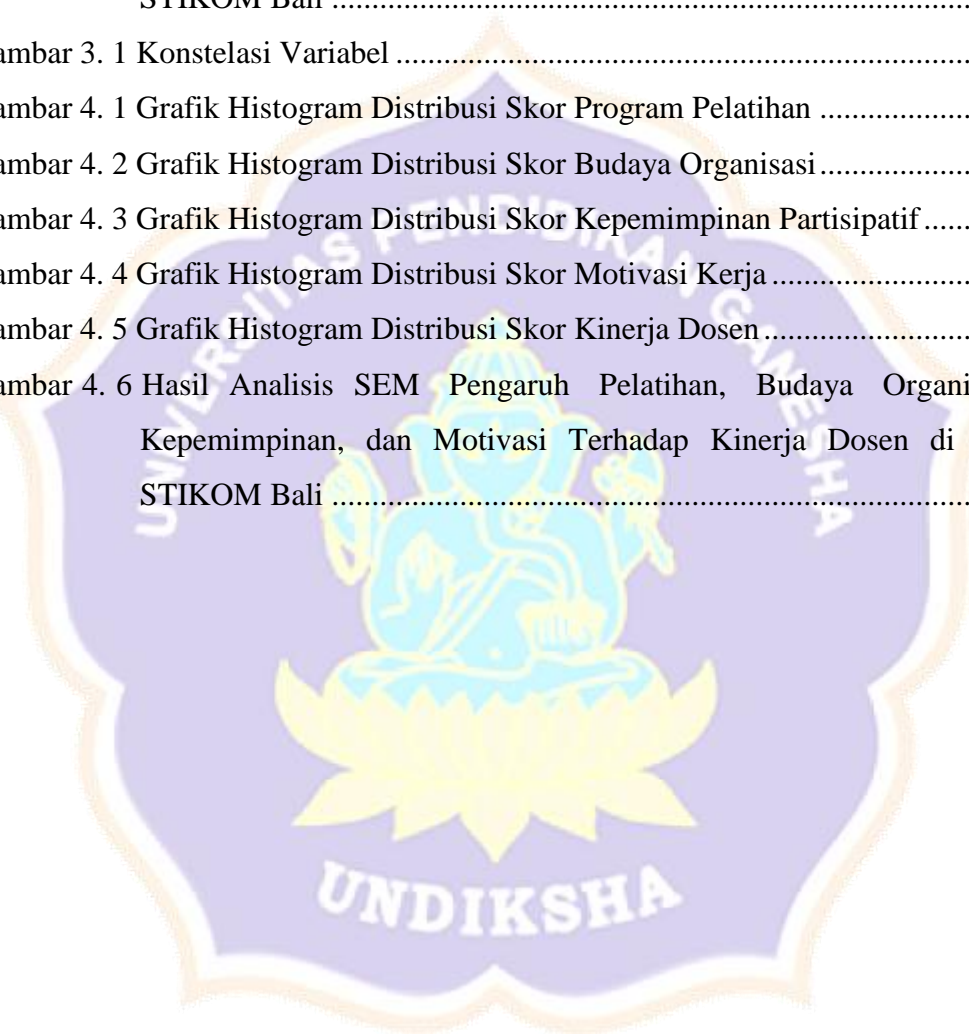 STIKOM Bali ........................................................................
ambar 3. 1 Konstelasi Variabel ................................................................
ambar 4. 1 Grafik Histogram Distribusi Skor Program Pelatihan ...................
ambar 4. 2 Grafik Histogram Distribusi Skor Budaya Organisasi ...................
ambar 4. 3 Grafik Histogram Distribusi Skor Kepemimpinan Partisipatif ......
ambar 4. 4 Grafik Histogram Distribusi Skor Motivasi Kerja .........................
ambar 4. 5 Grafik Histogram Distribusi Skor Kinerja Dosen ..........................
ambar 4. 6 Hasil Analisis SEM Pengaruh Pelatihan, Budaya Organi
Kepemimpinan, dan Motivasi Terhadap Kinerja Dosen di
STIKOM Bali ........................................................................
UNIVERSITAS PENDIDIKAN GANESHA
UNDIKSHA